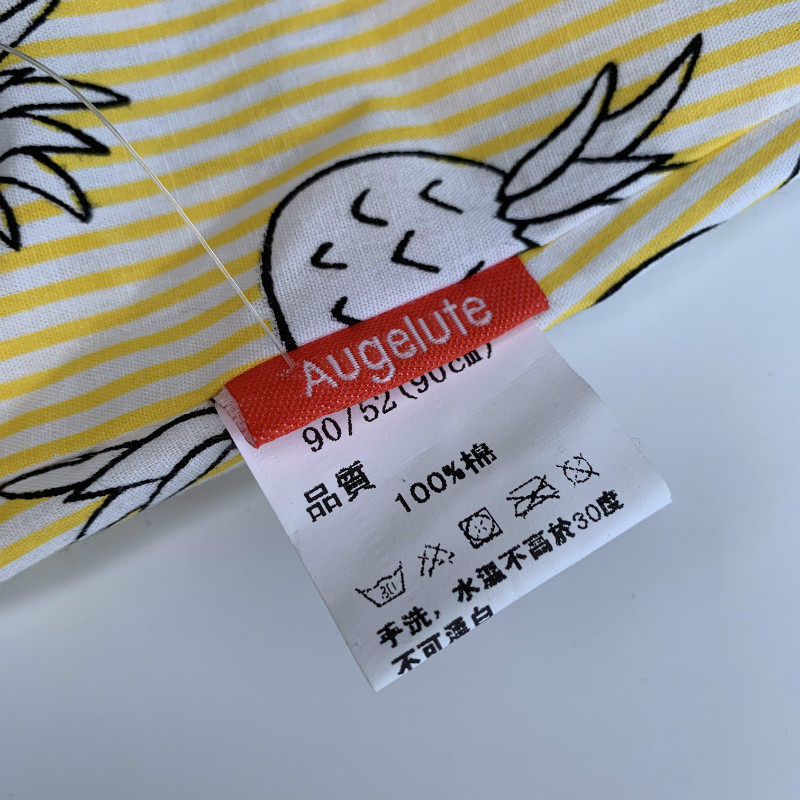 Augelute
90/52(90cm)
品質 100%棉
30
手洗，水溫不高於30度
不可漂白